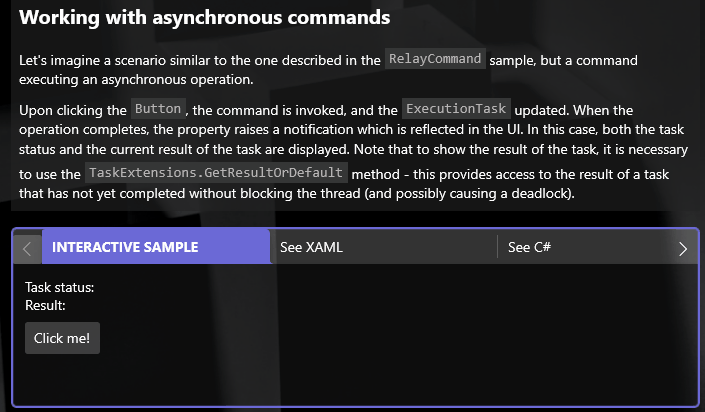 Working with asynchronous commands
Let's imagine a scenario similar to the one described in the RelayCommand sample, but a command
executing an asynchronous operation.
Upon clicking the Button , the command is invoked, and the ExecutionTask updated. When the
operation completes, the property raises a notification which is reflected in the UI. In this case, both the task
status and the current result of the task are displayed. Note that to show the result of the task, it is necessary
to use the TaskExtensions.GetResultOrDefault method - this provides access to the result of a task
that has not yet completed without blocking the thread (and possibly causing a deadlock).
INTERACTIVE SAMPLE See XAML See C#
Task status:
Result:
Click me!